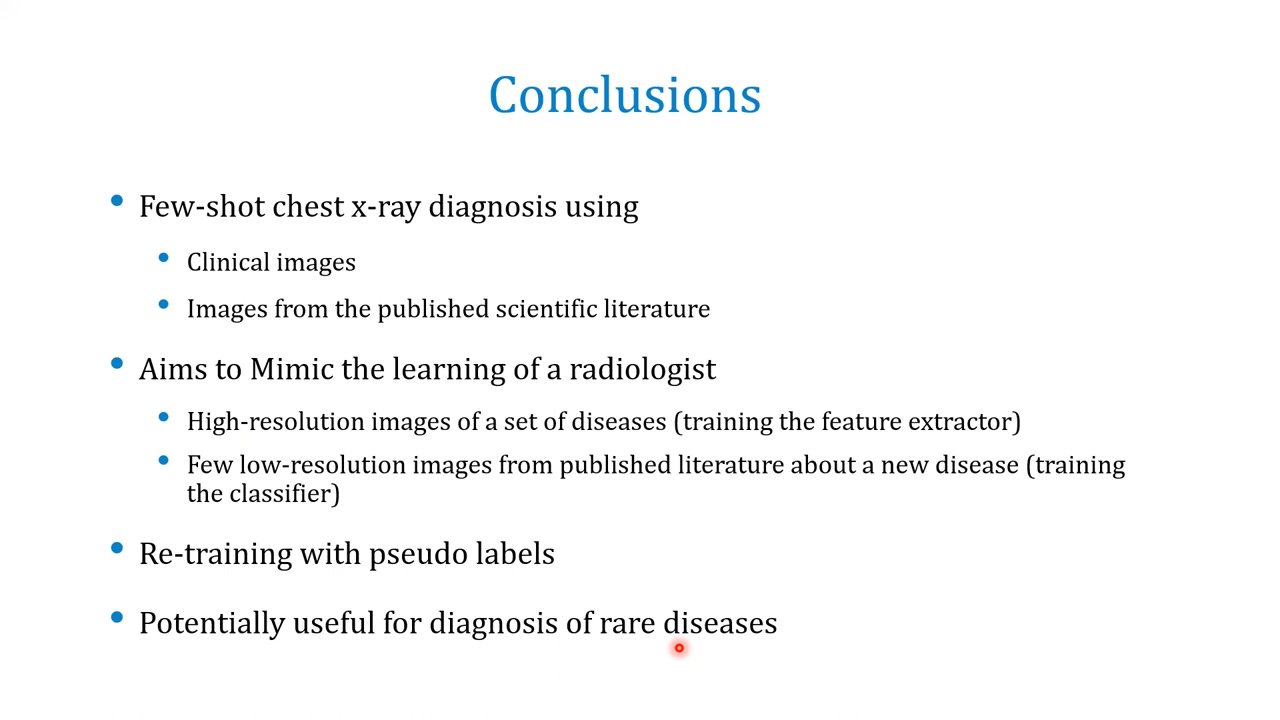 Conclusions
Few-shot chest x-ray diagnosis using
Clinical images
Images from the published scientific literature
Aims to Mimic the learning of a radiologist
High-resolution images of a set of diseases (training the feature extractor)
Few low-resolution images from published literature about a new disease (training
the classifier)
Re-training with pseudo labels
Potentially useful for diagnosis of rare diseases